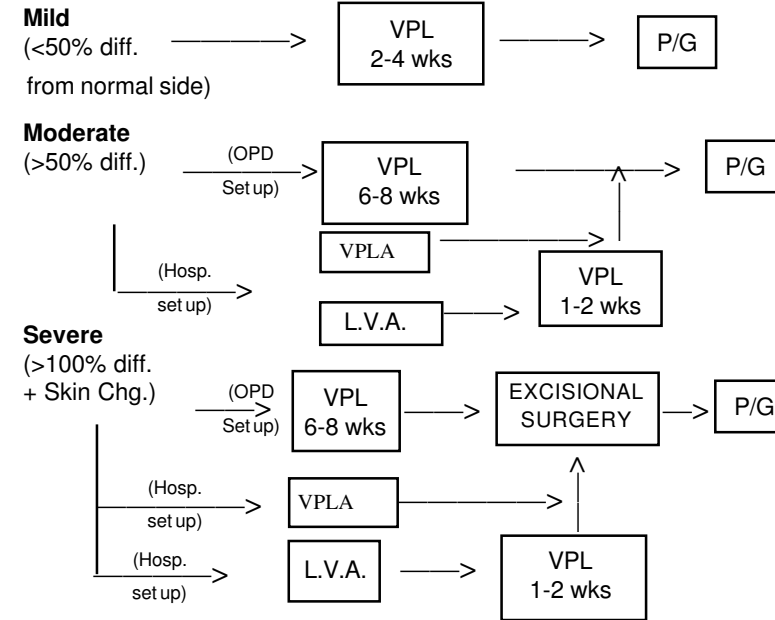 Mild
(<50% diff.
from normal side)
VPL
2-4 wks
P/G
Moderate
(>50% diff.)
(OPD
Set up)
VPL
6-8 wks
P/G
VPLA
(Hosp.
set up)
L.V.A.
VPL
1-2 wks
Severe
(>100% diff.
+ Skin Chg.)
(OPD
Set up)
VPL
6-8 wks
EXCISIONAL
SURGERY
P/G
(Hosp.
set up)
VPLA
(Hosp.
set up)
L.V.A.
VPL
1-2 wks